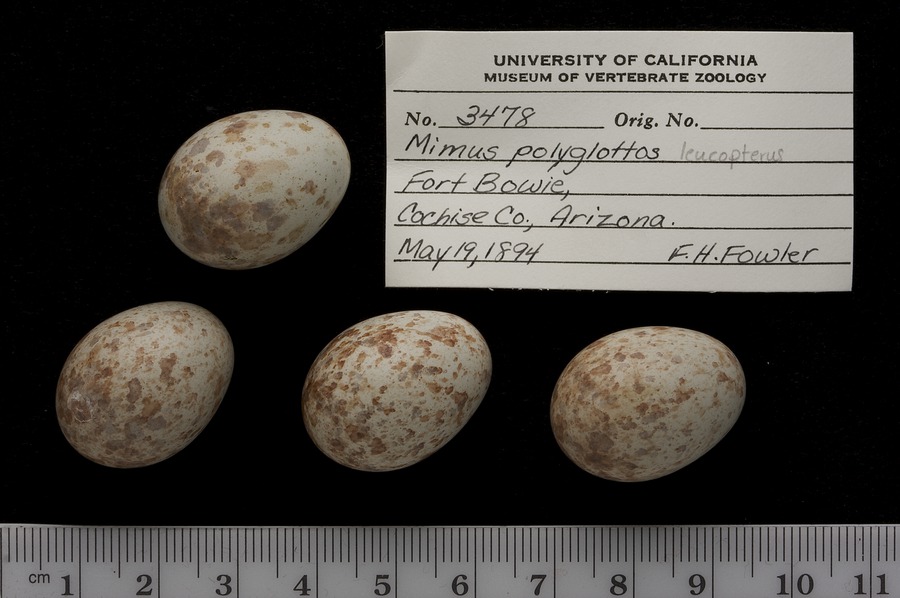 UNIVERSITY OF CALIFORNIA
MUSEUM OF VERTEBRATE ZOOLOGY
No. 3478 Orig. No.
Mimus polyglottos leucopterus
Fort Bowie,
Cochise Co., Arizona.
May 19, 1894 F.H. Fowler
cm 1 2 3 4 5 6 7 8 9 10 11